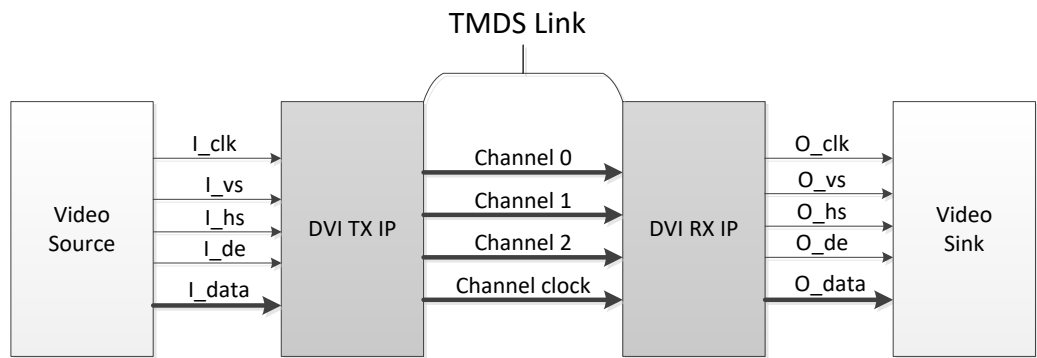 TMDS Link
Video
Source
I_clk
I_vs
I_hs
I_de
I_data
DVI TX IP
Channel 0
Channel 1
Channel 2
Channel clock
DVI RX IP
O_clk
O_vs
O_hs
O_de
O_data
Video
Sink